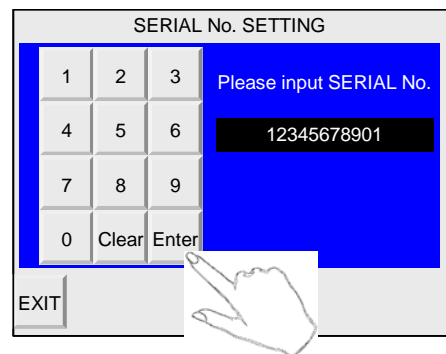 SERIAL No. SETTING
1 2 3
Please input SERIAL No.
4 5 6
12345678901
7 8 9
0 Clear Enter
EXIT